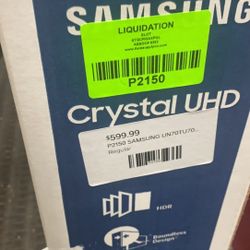 SAMSUNG
LIQUIDATION
P2150
Crystal UHD
$599.99
P2150 SAMSUNG UN70TU70...
Regular
HDR
Boundless
Design